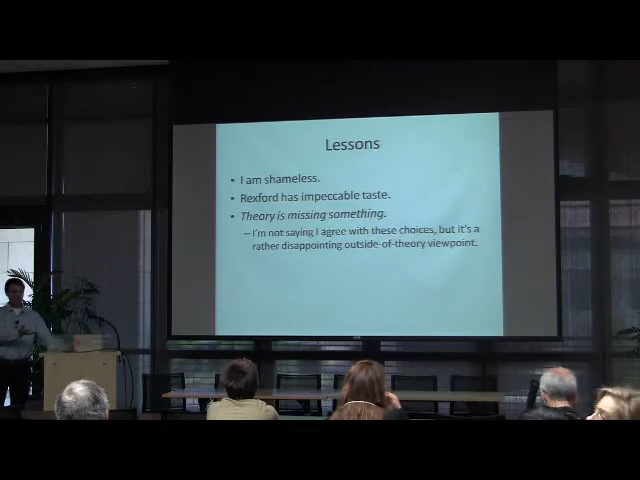 Lessons
• I am shameless.
• Rexford has impeccable taste.
• Theory is missing something.
– I'm not saying I agree with these choices, but it's a
rather disappointing outside-of-theory viewpoint.